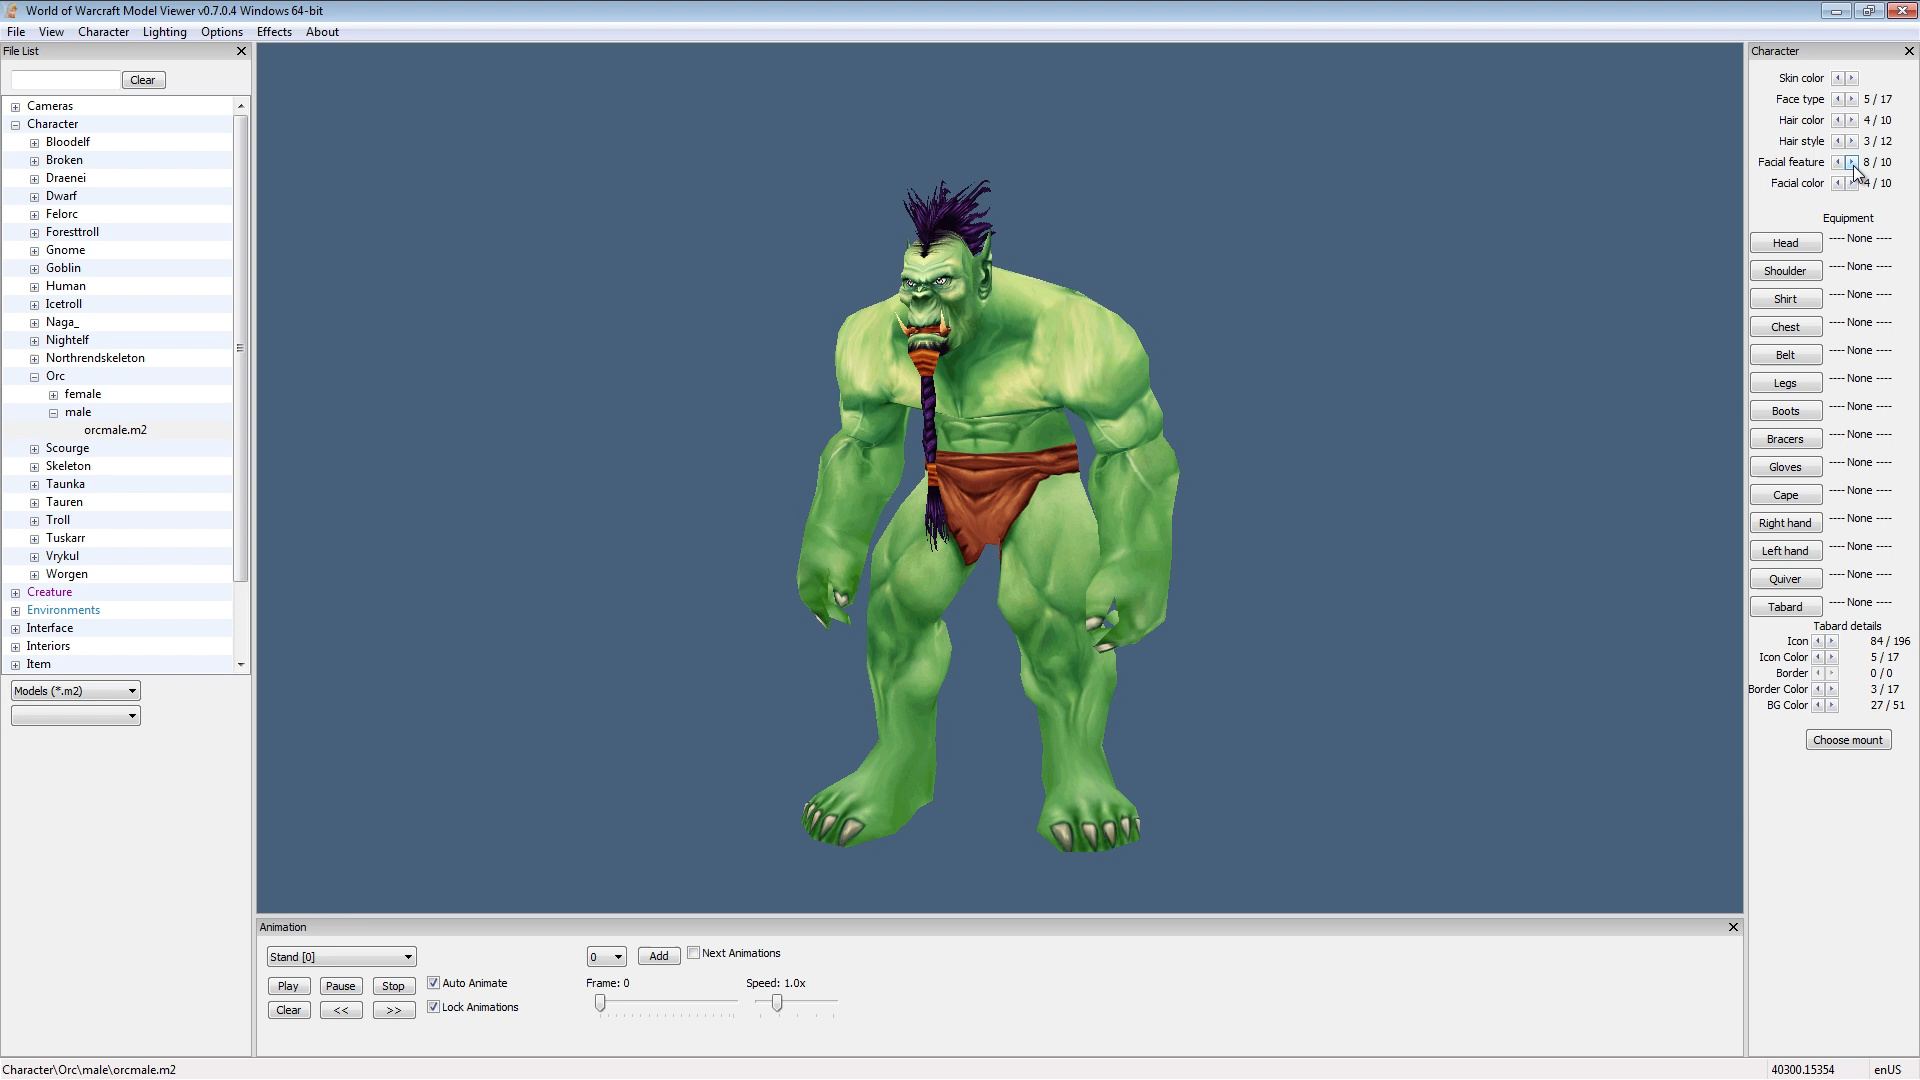 World of Warcraft Model Viewer v0.7.0.4 Windows 64-bit
File View Character Lighting Options Effects About
File List
Clear
Cameras
Character
Bloodelf
Broken
Draenei
Dwarf
Felorc
Foresttroll
Gnome
Goblin
Human
Icetroll
Naga_
Nightelf
Northrendskeleton
Orc
female
male
orcmale.m2
Scourge
Skeleton
Taunka
Tauren
Troll
Tuskarr
Vrykul
Worgen
Creature
Environments
Interface
Interiors
Item
Models (*.m2)
Animation
Stand [0]
0
Add
Next Animations
Play
Pause
Stop
Auto Animate
Frame: 0
Speed: 1.0x
Clear
<<
>>
Lock Animations
Character
Skin color
Face type 5 / 17
Hair color 4 / 10
Hair style 3 / 12
Facial feature 8 / 10
Facial color 4 / 10
Equipment
Head ---- None ----
Shoulder ---- None ----
Shirt ---- None ----
Chest ---- None ----
Belt ---- None ----
Legs ---- None ----
Boots ---- None ----
Bracers ---- None ----
Gloves ---- None ----
Cape ---- None ----
Right hand ---- None ----
Left hand ---- None ----
Quiver ---- None ----
Tabard ---- None ----
Tabard details
Icon 84 / 196
Icon Color 5 / 17
Border 0 / 0
Border Color 3 / 17
BG Color 27 / 51
Choose mount
Character\Orc\male\orcmale.m2
40300.15354
enUS